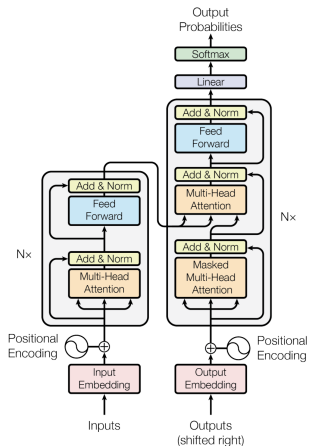 Output
Probabilities
Softmax
Linear
Add & Norm
Feed
Forward
Add & Norm
Multi-Head
Attention
Add & Norm
Masked
Multi-Head
Attention
N×
Positional
Encoding
Output
Embedding
Outputs
(shifted right)
Add & Norm
Feed
Forward
N×
Add & Norm
Multi-Head
Attention
Positional
Encoding
Input
Embedding
Inputs